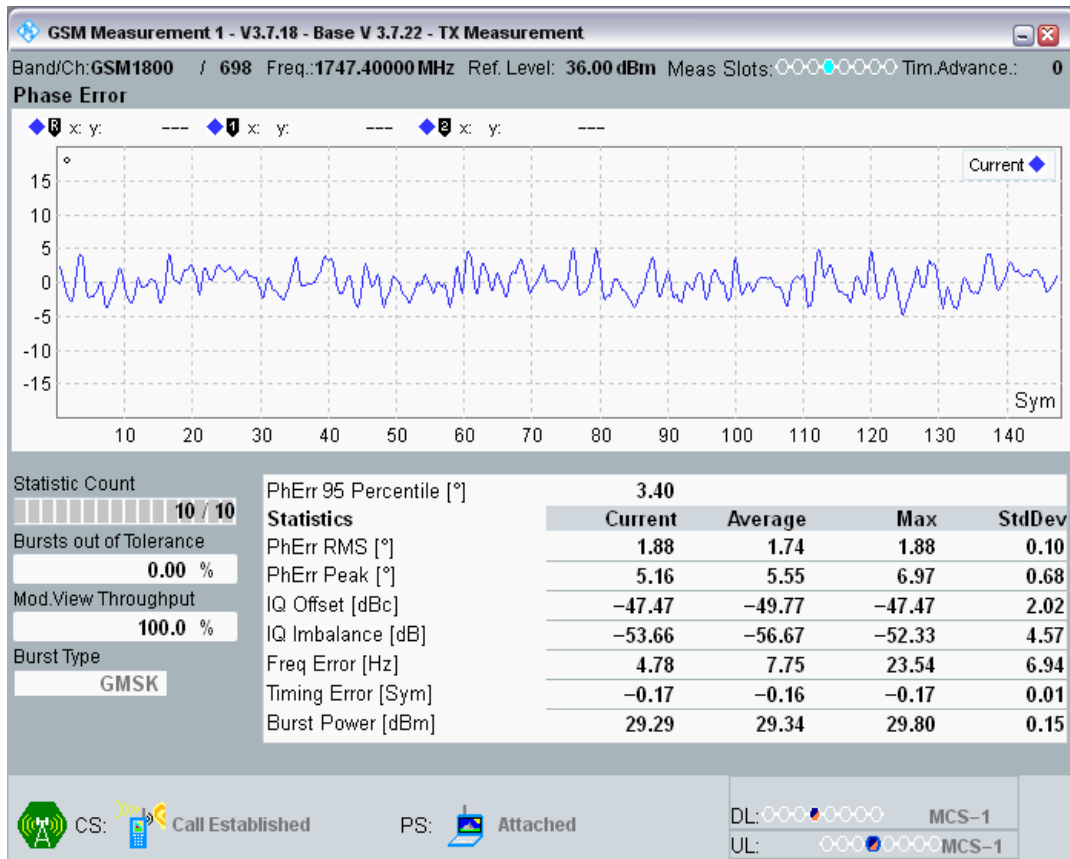 GSM Measurement 1 - V3.7.18 - Base V 3.7.22 - TX Measurement
Band/Ch:GSM1800 / 698 Freq.:1747.40000 MHz Ref. Level: 36.00 dBm Meas Slots: Tim.Advance.: 0
Phase Error
R x: y: --- 1 x: y: --- 2 x: y: ---
° Current
15
10
5
0
-5
-10
-15
Sym
10 20 30 40 50 60 70 80 90 100 110 120 130 140
Statistic Count
10 / 10
Bursts out of Tolerance
0.00 %
Mod.View Throughput
100.0 %
Burst Type
GMSK
PhErr 95 Percentile [°] 3.40
Statistics Current Average Max StdDev
PhErr RMS [°] 1.88 1.74 1.88 0.10
PhErr Peak [°] 5.16 5.55 6.97 0.68
IQ Offset [dBc] −47.47 −49.77 −47.47 2.02
IQ Imbalance [dB] −53.66 −56.67 −52.33 4.57
Freq Error [Hz] 4.78 7.75 23.54 6.94
Timing Error [Sym] −0.17 −0.16 −0.17 0.01
Burst Power [dBm] 29.29 29.34 29.80 0.15
CS: Call Established PS: Attached
DL: MCS−1
UL: MCS−1